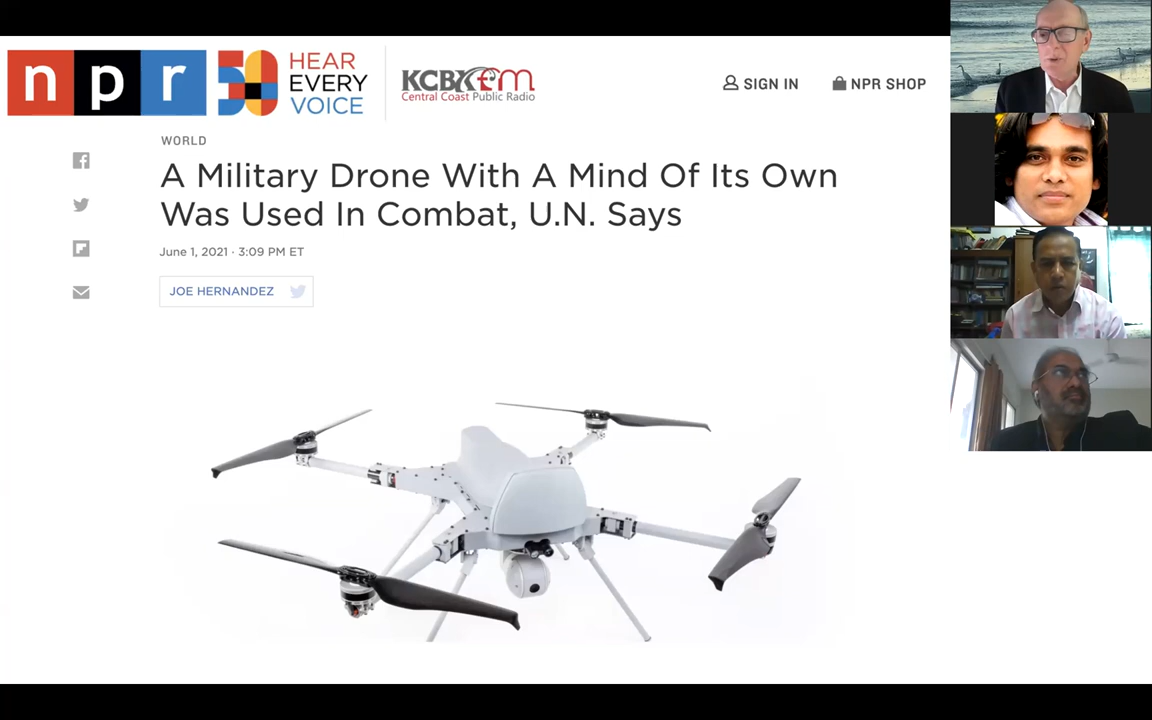 npr 50 HEAR
EVERY
VOICE
KCBX fm
Central Coast Public Radio
SIGN IN
NPR SHOP
WORLD
A Military Drone With A Mind Of Its Own
Was Used In Combat, U.N. Says
June 1, 2021 · 3:09 PM ET
JOE HERNANDEZ